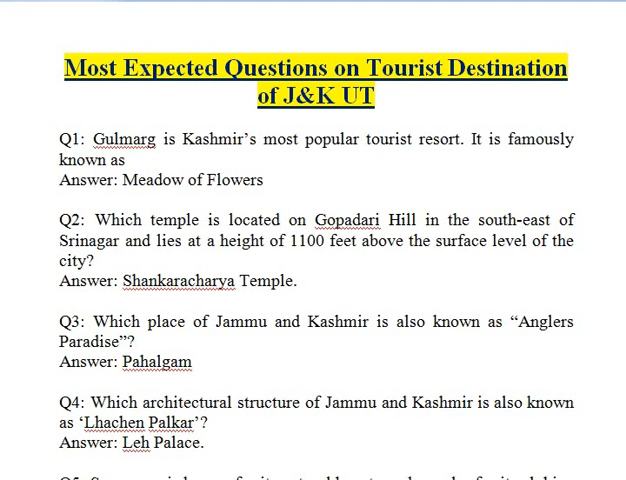 Most Expected Questions on Tourist Destination
of J&K UT
Q1: Gulmarg is Kashmir’s most popular tourist resort. It is famously
known as
Answer: Meadow of Flowers
Q2: Which temple is located on Gopadari Hill in the south-east of
Srinagar and lies at a height of 1100 feet above the surface level of the
city?
Answer: Shankaracharya Temple.
Q3: Which place of Jammu and Kashmir is also known as “Anglers
Paradise”?
Answer: Pahalgam
Q4: Which architectural structure of Jammu and Kashmir is also known
as ‘Lhachen Palkar’?
Answer: Leh Palace.